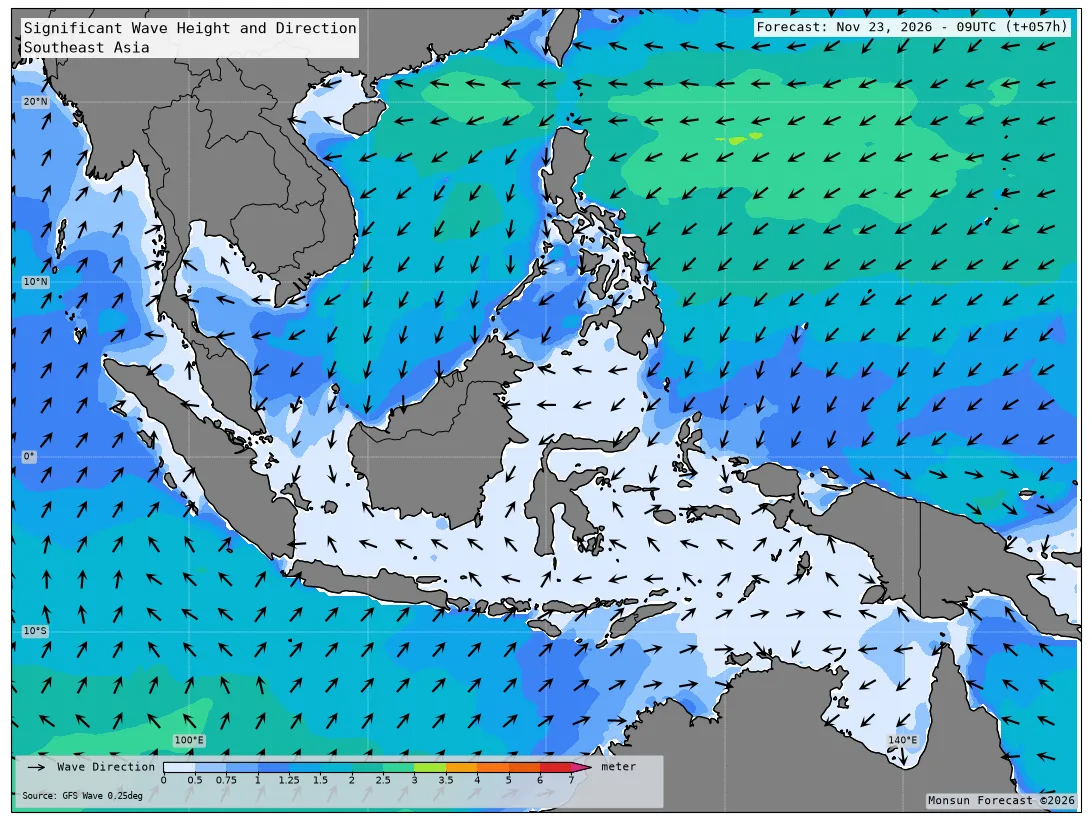 Significant Wave Height and Direction
Southeast Asia
Forecast: Nov 23, 2026 - 09UTC (t+057h)
20°N
10°N
0°
10°S
100°E
140°E
Wave Direction
0 0.5 0.75 1 1.25 1.5 2 2.5 3 3.5 4 5 6 7
meter
Source: GFS Wave 0.25deg
Monsun Forecast ©2026